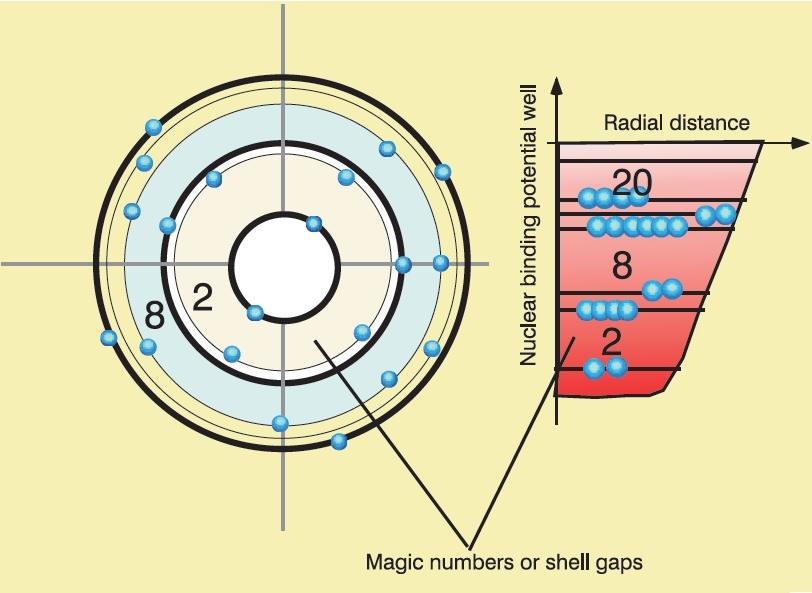 Nuclear binding potential well
Radial distance
20
8
2
8
2
Magic numbers or shell gaps